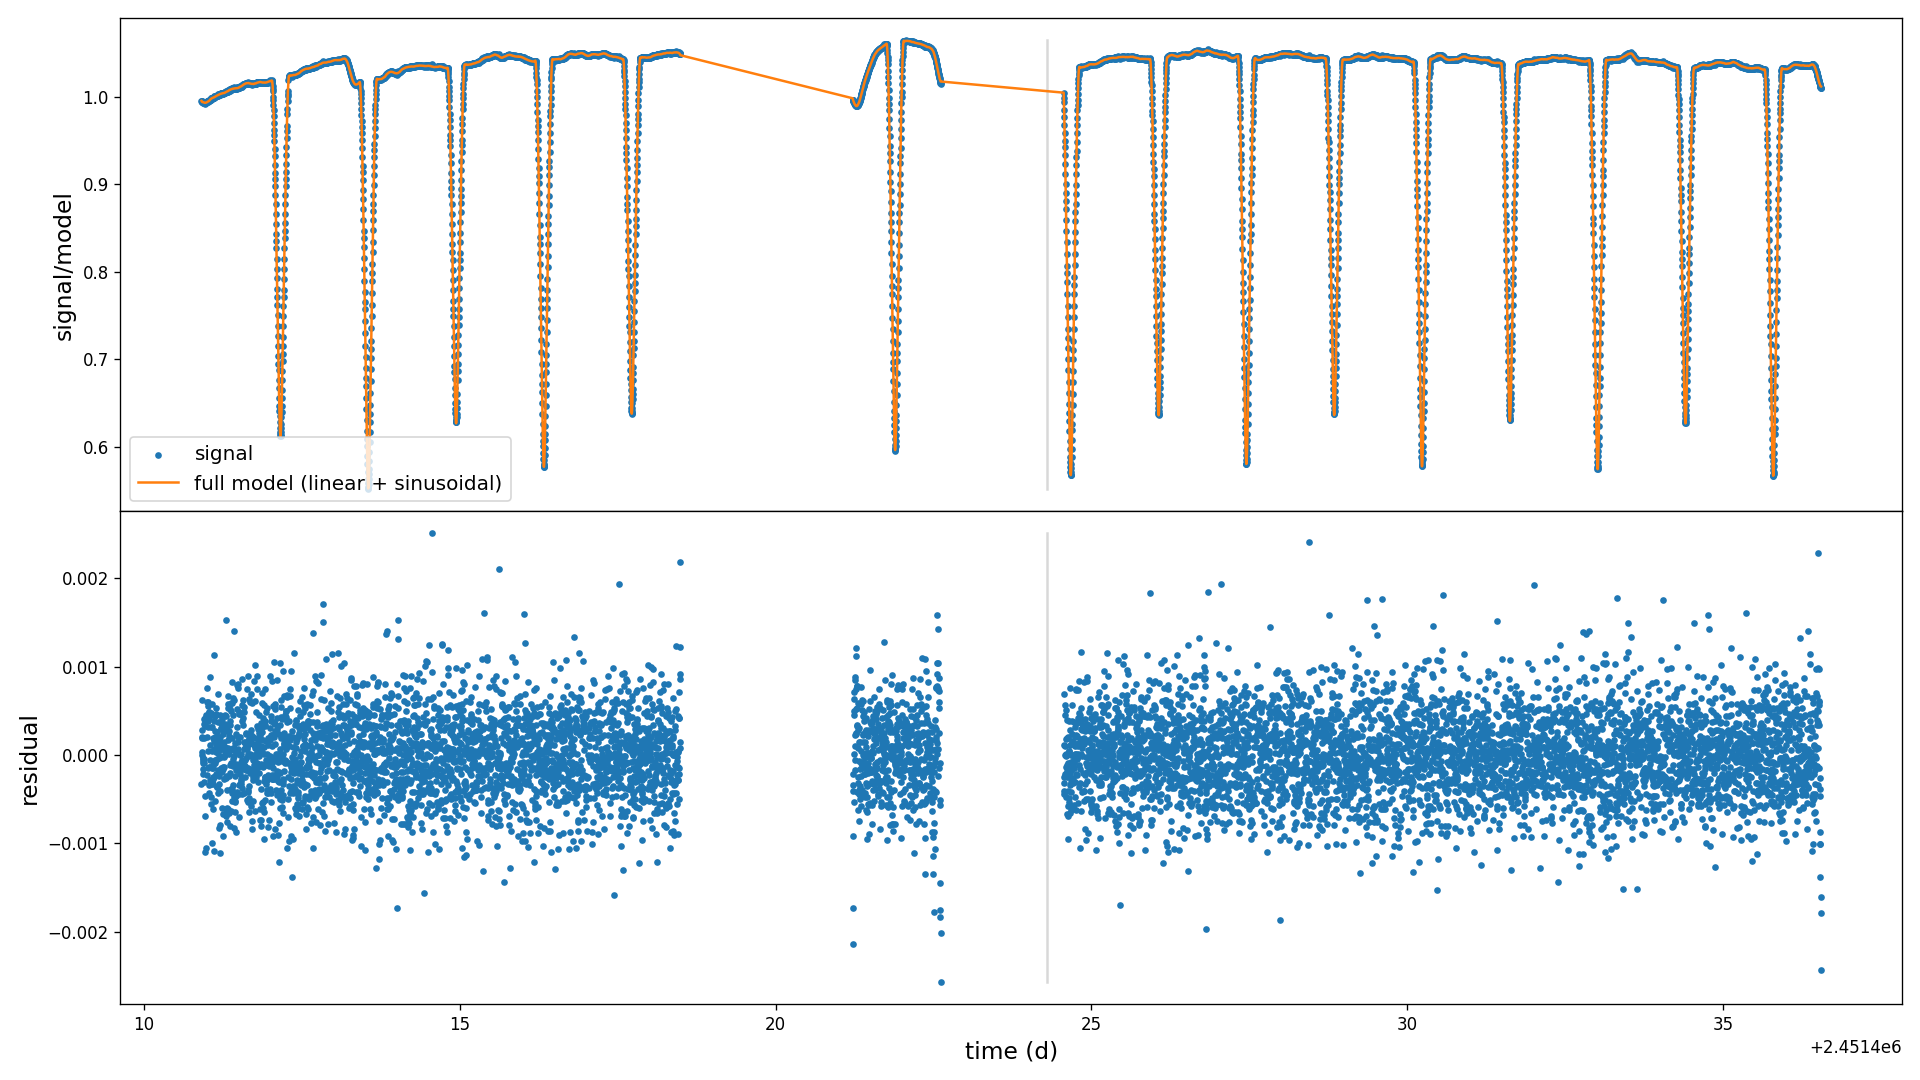 signal/model
1.0
0.9
0.8
0.7
0.6
signal
full model (linear + sinusoidal)
residual
0.002
0.001
0.000
−0.001
−0.002
10
15
20
25
30
35
time (d)
+2.4514e6